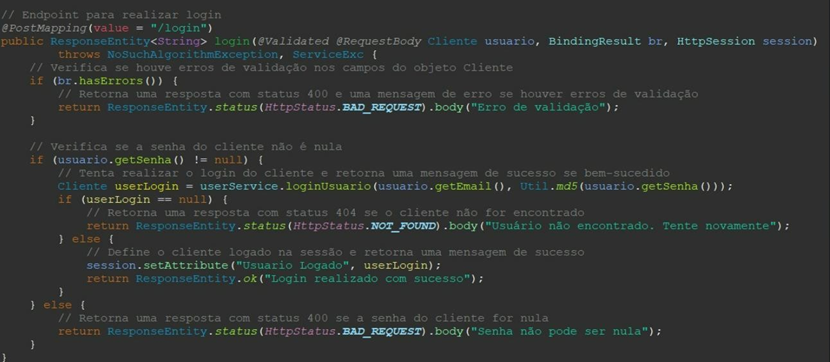 // Endpoint para realizar login
@PostMapping(value = "/login")
public ResponseEntity<String> login(@Validated @RequestBody Cliente usuario, BindingResult br, HttpSession session)
throws NoSuchAlgorithmException, ServiceExc {
// Verifica se houve erros de validação nos campos do objeto Cliente
if (br.hasErrors()) {
// Retorna uma resposta com status 400 e uma mensagem de erro se houver erros de validação
return ResponseEntity.status(HttpStatus.BAD_REQUEST).body("Erro de validação");
}
// Verifica se a senha do cliente não é nula
if (usuario.getSenha() != null) {
// Tenta realizar o login do cliente e retorna uma mensagem de sucesso se bem-sucedido
Cliente userLogin = userService.loginUsuario(usuario.getEmail(), Util.md5(usuario.getSenha()));
if (userLogin == null) {
// Retorna uma resposta com status 404 se o cliente não for encontrado
return ResponseEntity.status(HttpStatus.NOT_FOUND).body("Usuário não encontrado. Tente novamente");
} else {
// Define o cliente logado na sessão e retorna uma mensagem de sucesso
session.setAttribute("Usuario Logado", userLogin);
return ResponseEntity.ok("Login realizado com sucesso");
}
} else {
// Retorna uma resposta com status 400 se a senha do cliente for nula
return ResponseEntity.status(HttpStatus.BAD_REQUEST).body("Senha não pode ser nula");
}
}